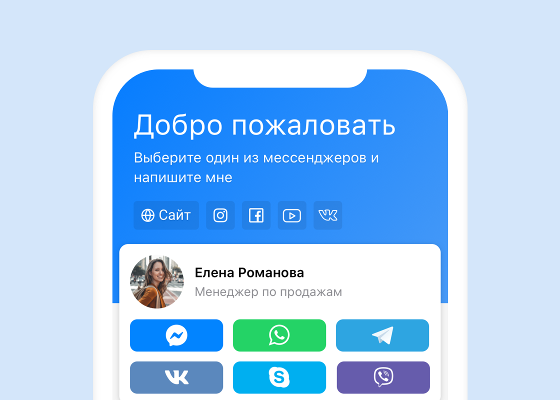 Добро пожаловать
Выберите один из мессенджеров и
напишите мне
Сайт
Елена Романова
Менеджер по продажам